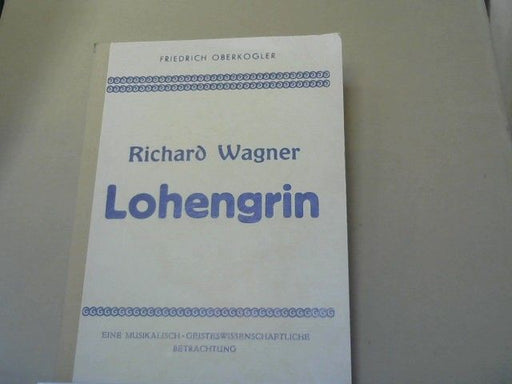 FRIEDRICH OBERKOGLER
Richard Wagner
Lohengrin
EINE MUSIKALISCH-GEISTESWISSENSCHAFTLICHE
BETRACHTUNG